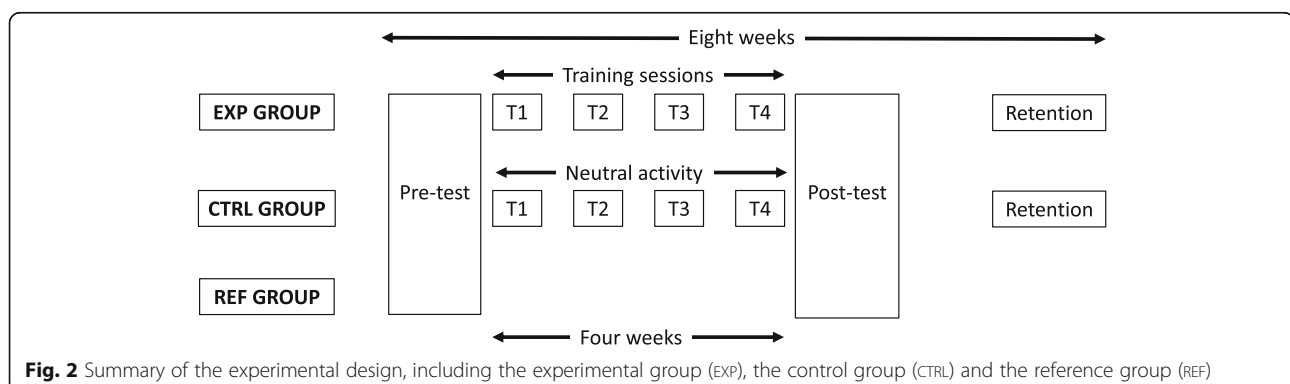 Eight weeks
Training sessions
EXP GROUP
T1 T2 T3 T4
Retention
Neutral activity
Pre-test
Post-test
CTRL GROUP
T1 T2 T3 T4
Retention
REF GROUP
Four weeks
Fig. 2 Summary of the experimental design, including the experimental group (EXP), the control group (CTRL) and the reference group (REF)